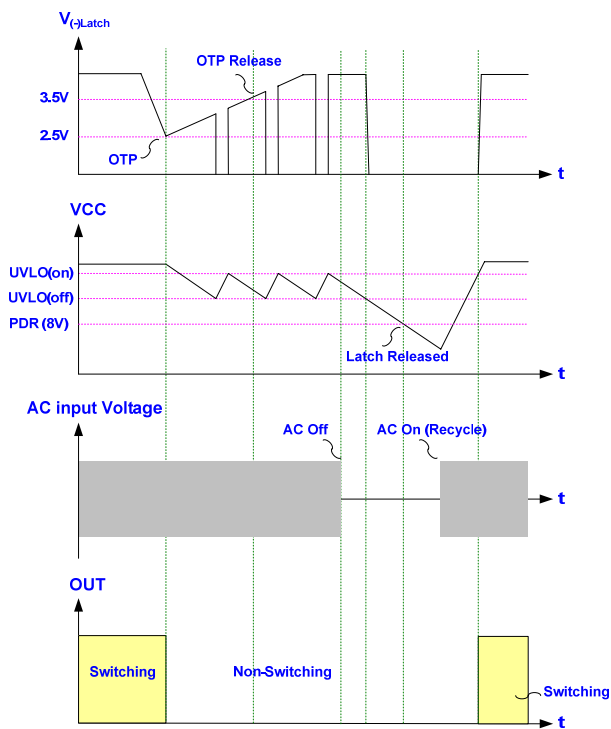 V(-)Latch
OTP Release
3.5V
2.5V
OTP
t
VCC
UVLO(on)
UVLO(off)
PDR (8V)
Latch Released
t
AC input Voltage
AC Off
AC On (Recycle)
t
OUT
Switching
Non-Switching
Switching
t